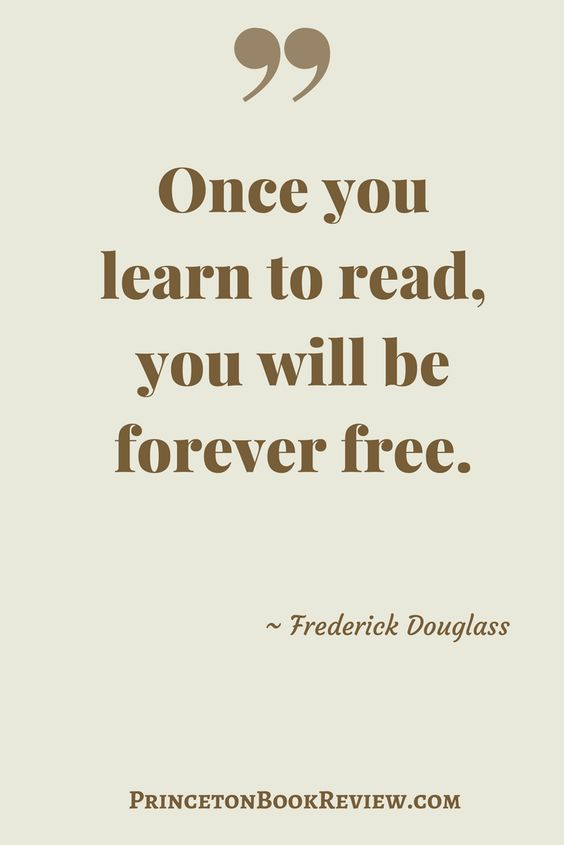 ”
Once you
learn to read,
you will be
forever free.
~ Frederick Douglass
PrincetonBookReview.com